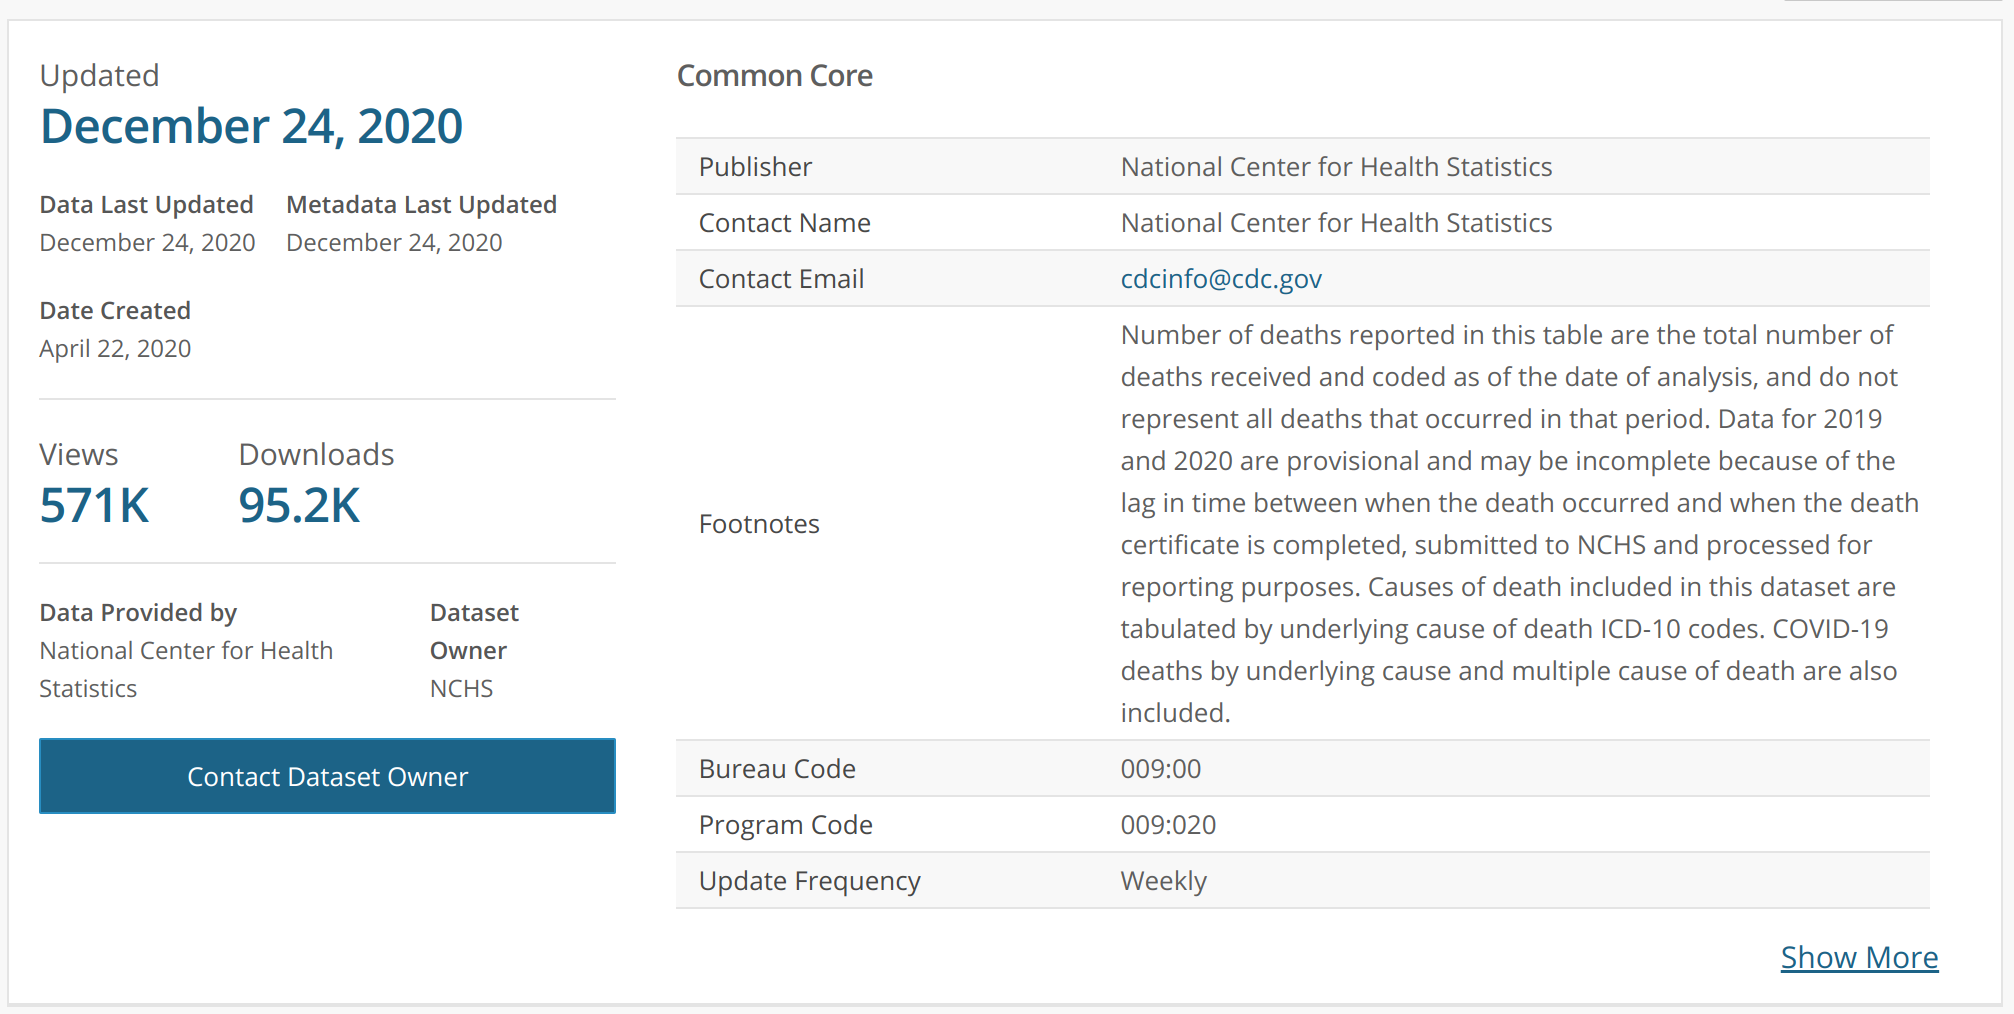 Updated
December 24, 2020
Data Last Updated Metadata Last Updated
December 24, 2020 December 24, 2020
Date Created
April 22, 2020
Views Downloads
571K 95.2K
Data Provided by Dataset
National Center for Health Owner
Statistics NCHS
Contact Dataset Owner
Common Core
Publisher National Center for Health Statistics
Contact Name National Center for Health Statistics
Contact Email cdcinfo@cdc.gov
Footnotes
Number of deaths reported in this table are the total number of
deaths received and coded as of the date of analysis, and do not
represent all deaths that occurred in that period. Data for 2019
and 2020 are provisional and may be incomplete because of the
lag in time between when the death occurred and when the death
certificate is completed, submitted to NCHS and processed for
reporting purposes. Causes of death included in this dataset are
tabulated by underlying cause of death ICD-10 codes. COVID-19
deaths by underlying cause and multiple cause of death are also
included.
Bureau Code 009:00
Program Code 009:020
Update Frequency Weekly
Show More